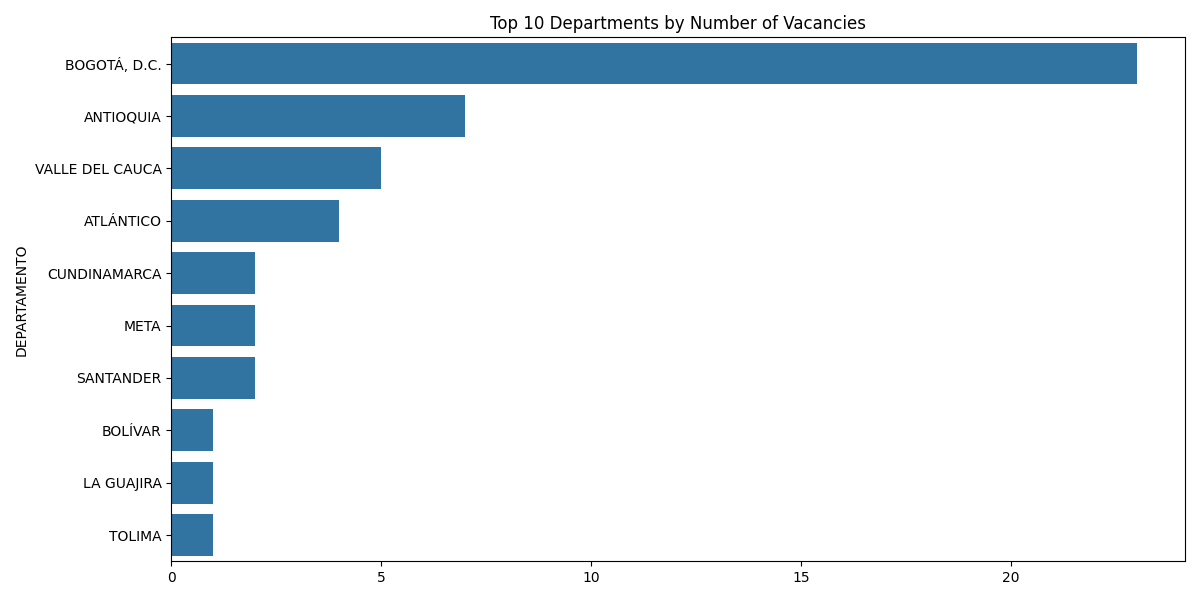 Top 10 Departments by Number of Vacancies
DEPARTAMENTO
BOGOTÁ, D.C.
ANTIOQUIA
VALLE DEL CAUCA
ATLÁNTICO
CUNDINAMARCA
META
SANTANDER
BOLÍVAR
LA GUAJIRA
TOLIMA
0 5 10 15 20